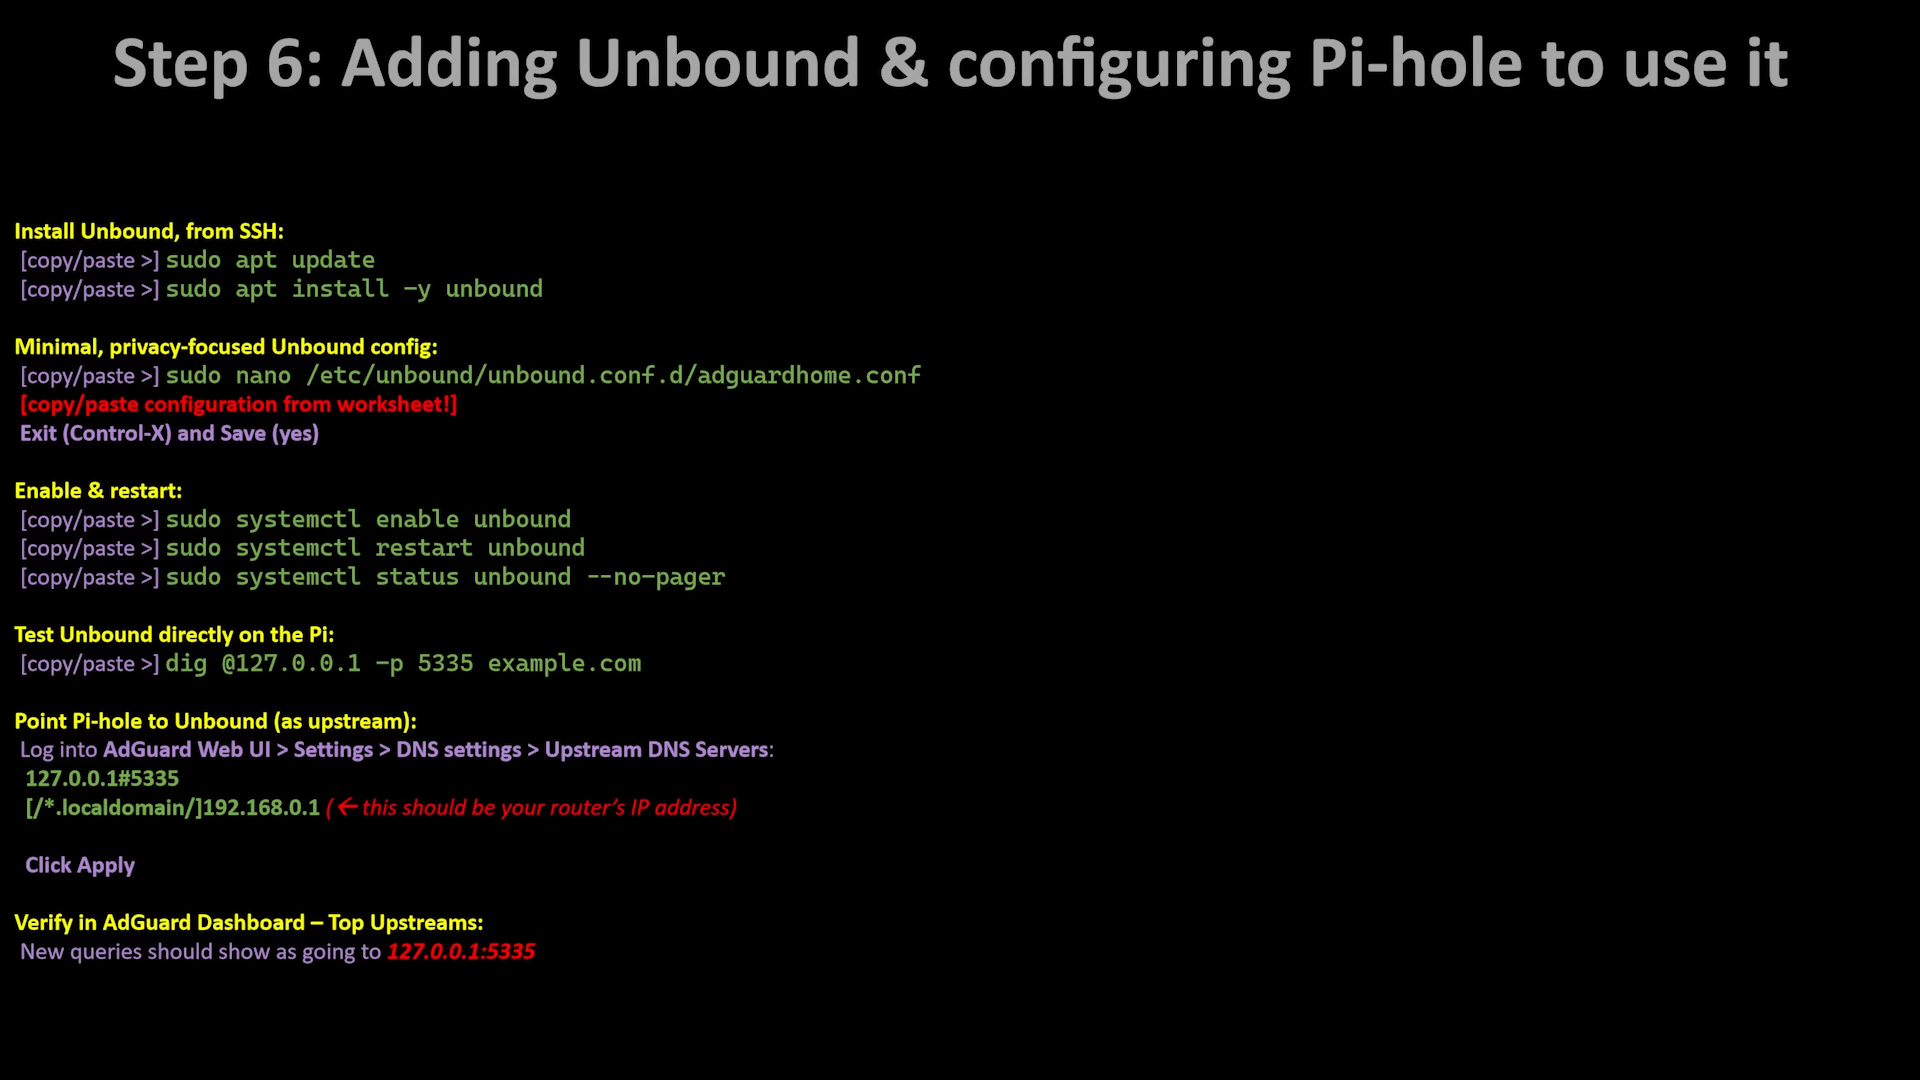 Step 6: Adding Unbound & configuring Pi-hole to use it
Install Unbound, from SSH:
[copy/paste >] sudo apt update
[copy/paste >] sudo apt install -y unbound
Minimal, privacy-focused Unbound config:
[copy/paste >] sudo nano /etc/unbound/unbound.conf.d/adguardhome.conf
[copy/paste configuration from worksheet!]
Exit (Control-X) and Save (yes)
Enable & restart:
[copy/paste >] sudo systemctl enable unbound
[copy/paste >] sudo systemctl restart unbound
[copy/paste >] sudo systemctl status unbound --no-pager
Test Unbound directly on the Pi:
[copy/paste >] dig @127.0.0.1 -p 5335 example.com
Point Pi-hole to Unbound (as upstream):
Log into AdGuard Web UI > Settings > DNS settings > Upstream DNS Servers:
127.0.0.1#5335
[/*.localdomain/]192.168.0.1 (← this should be your router's IP address)
Click Apply
Verify in AdGuard Dashboard – Top Upstreams:
New queries should show as going to 127.0.0.1:5335